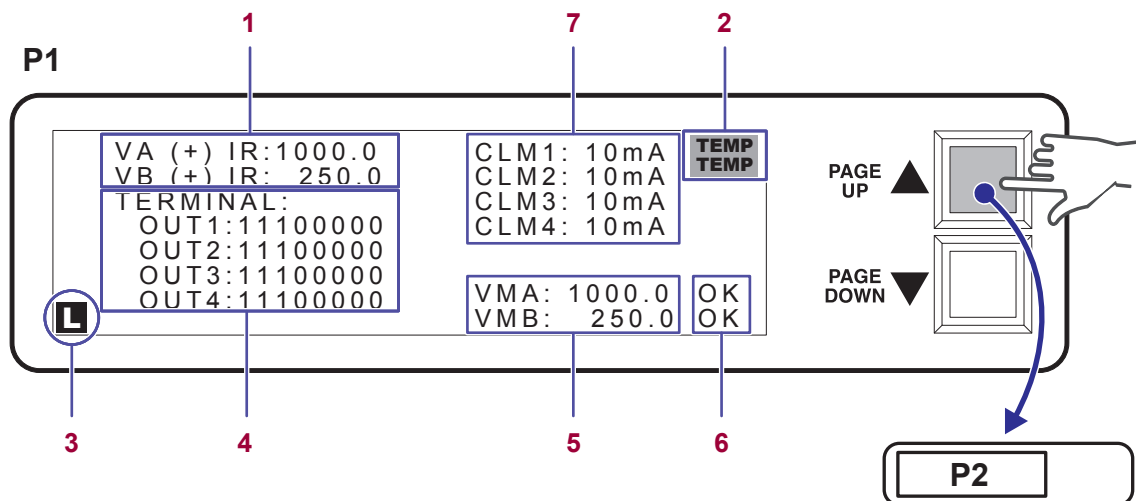 1
7
2
P1
VA (+) IR:1000.0
VB (+) IR: 250.0
TERMINAL:
OUT1:11100000
OUT2:11100000
OUT3:11100000
OUT4:11100000
L
CLM1: 10mA
CLM2: 10mA
CLM3: 10mA
CLM4: 10mA
TEMP
TEMP
VMA: 1000.0 OK
VMB: 250.0 OK
PAGE
UP
PAGE
DOWN
3
4
5
6
P2